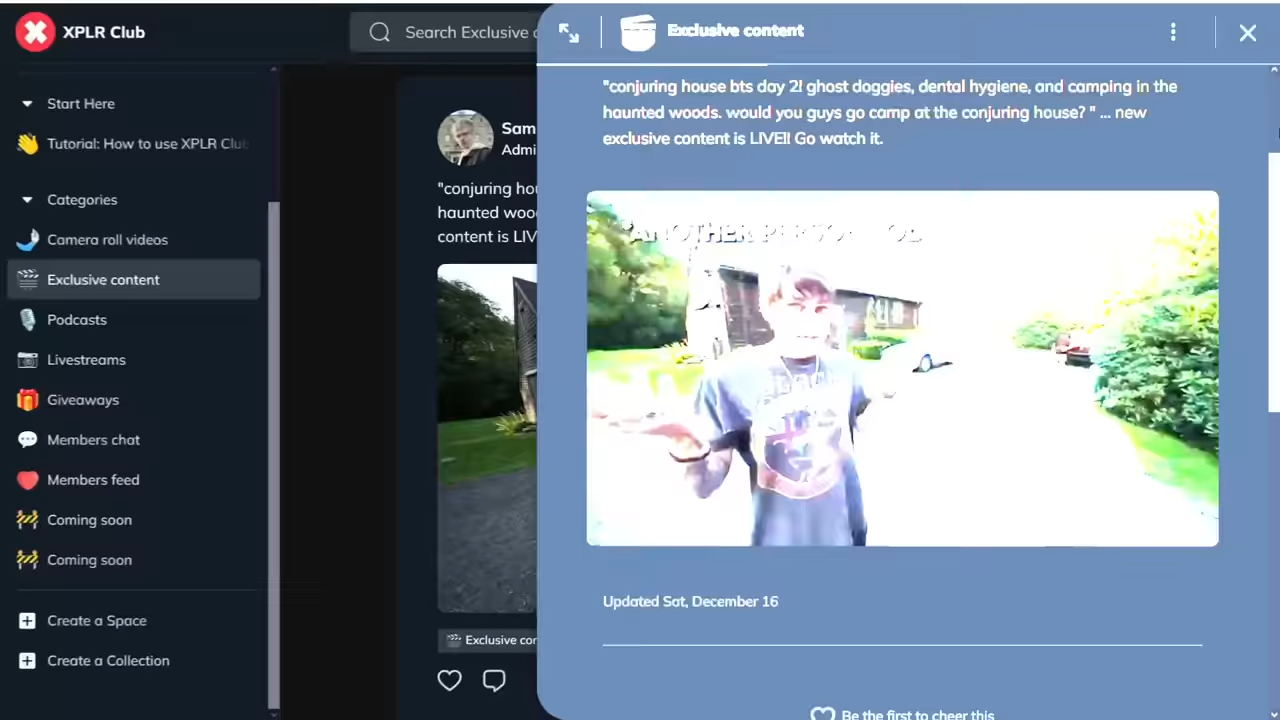 XPLR Club
Search Exclusive c
Exclusive content
Start Here
Tutorial: How to use XPLR Club
Categories
Camera roll videos
Exclusive content
Podcasts
Livestreams
Giveaways
Members chat
Members feed
Coming soon
Coming soon
Create a Space
Create a Collection
Sam
Admi
"conjuring hou
haunted wood
content is LIV
Exclusive con
"conjuring house bts day 2! ghost doggies, dental hygiene, and camping in the
haunted woods. would you guys go camp at the conjuring house? " ... new
exclusive content is LIVE!! Go watch it.
"ANOTHER PERSON
Updated Sat, December 16
Be the first to cheer this